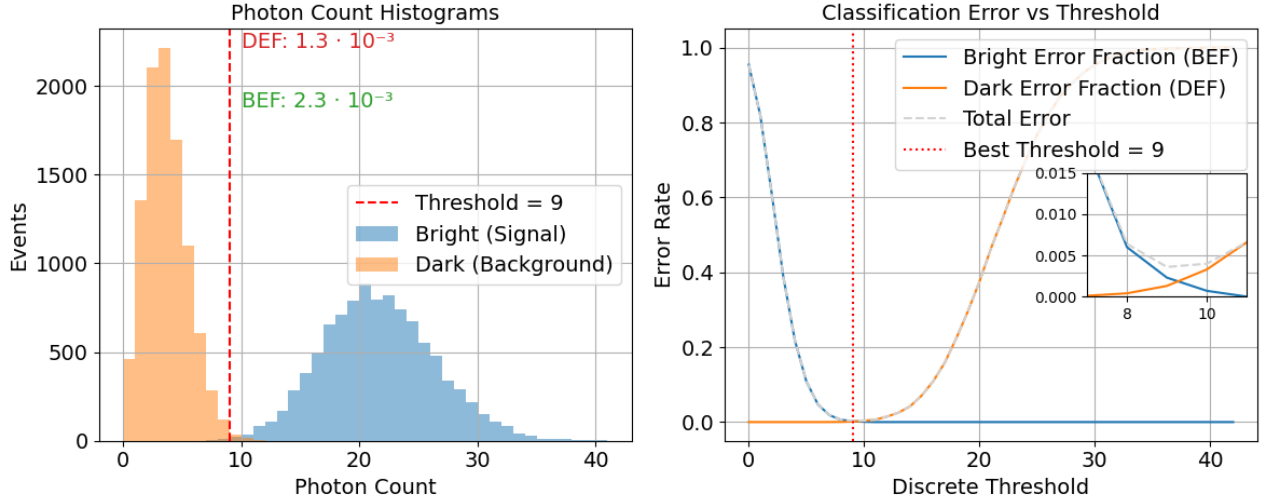 Photon Count Histograms
DEF: 1.3 · 10⁻³
BEF: 2.3 · 10⁻³
Threshold = 9
Bright (Signal)
Dark (Background)
Events
2000
1500
1000
500
0
0
10
20
30
40
Photon Count
Classification Error vs Threshold
Bright Error Fraction (BEF)
Dark Error Fraction (DEF)
Total Error
Best Threshold = 9
Error Rate
1.0
0.8
0.6
0.4
0.2
0.0
0.015
0.010
0.005
0.000
8
10
0
10
20
30
40
Discrete Threshold